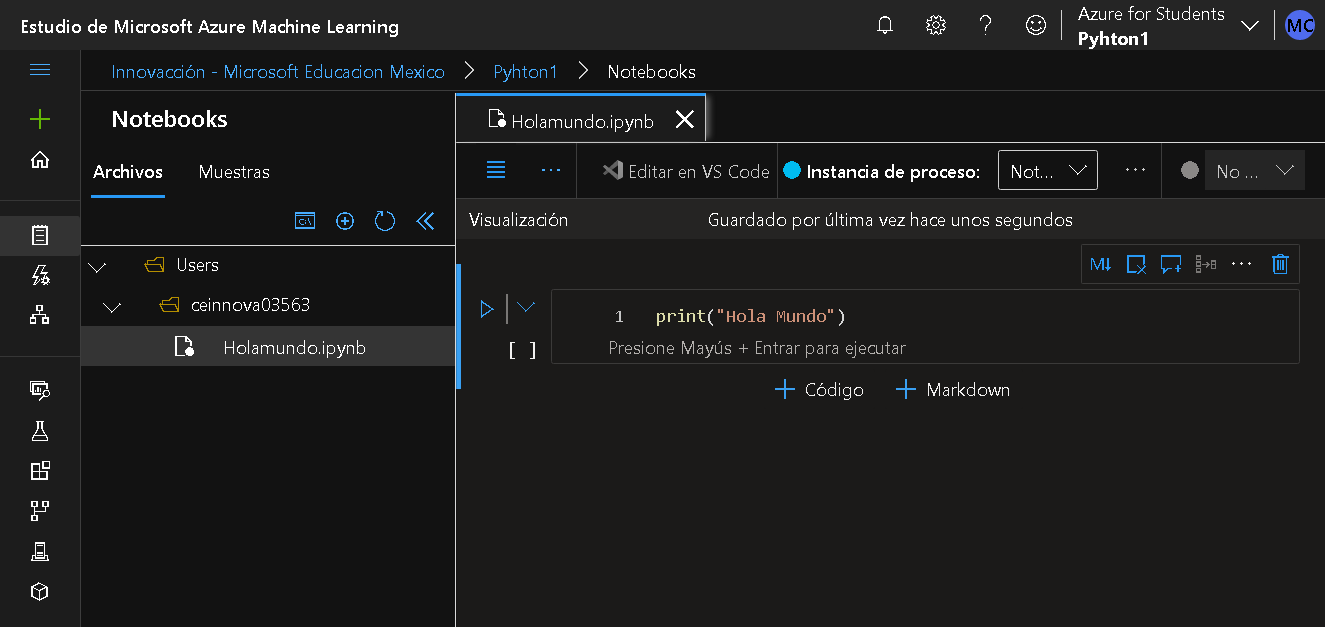 Estudio de Microsoft Azure Machine Learning
Azure for Students
Pyhton1
MC
Innovacción - Microsoft Educacion Mexico > Pyhton1 > Notebooks
Notebooks
Archivos Muestras
Users
ceinnova03563
Holamundo.ipynb
Holamundo.ipynb
... Editar en VS Code Instancia de proceso: Not... ... No ...
Visualización Guardado por última vez hace unos segundos
M↓ ...
1 print("Hola Mundo")
[ ] Presione Mayús + Entrar para ejecutar
+ Código + Markdown